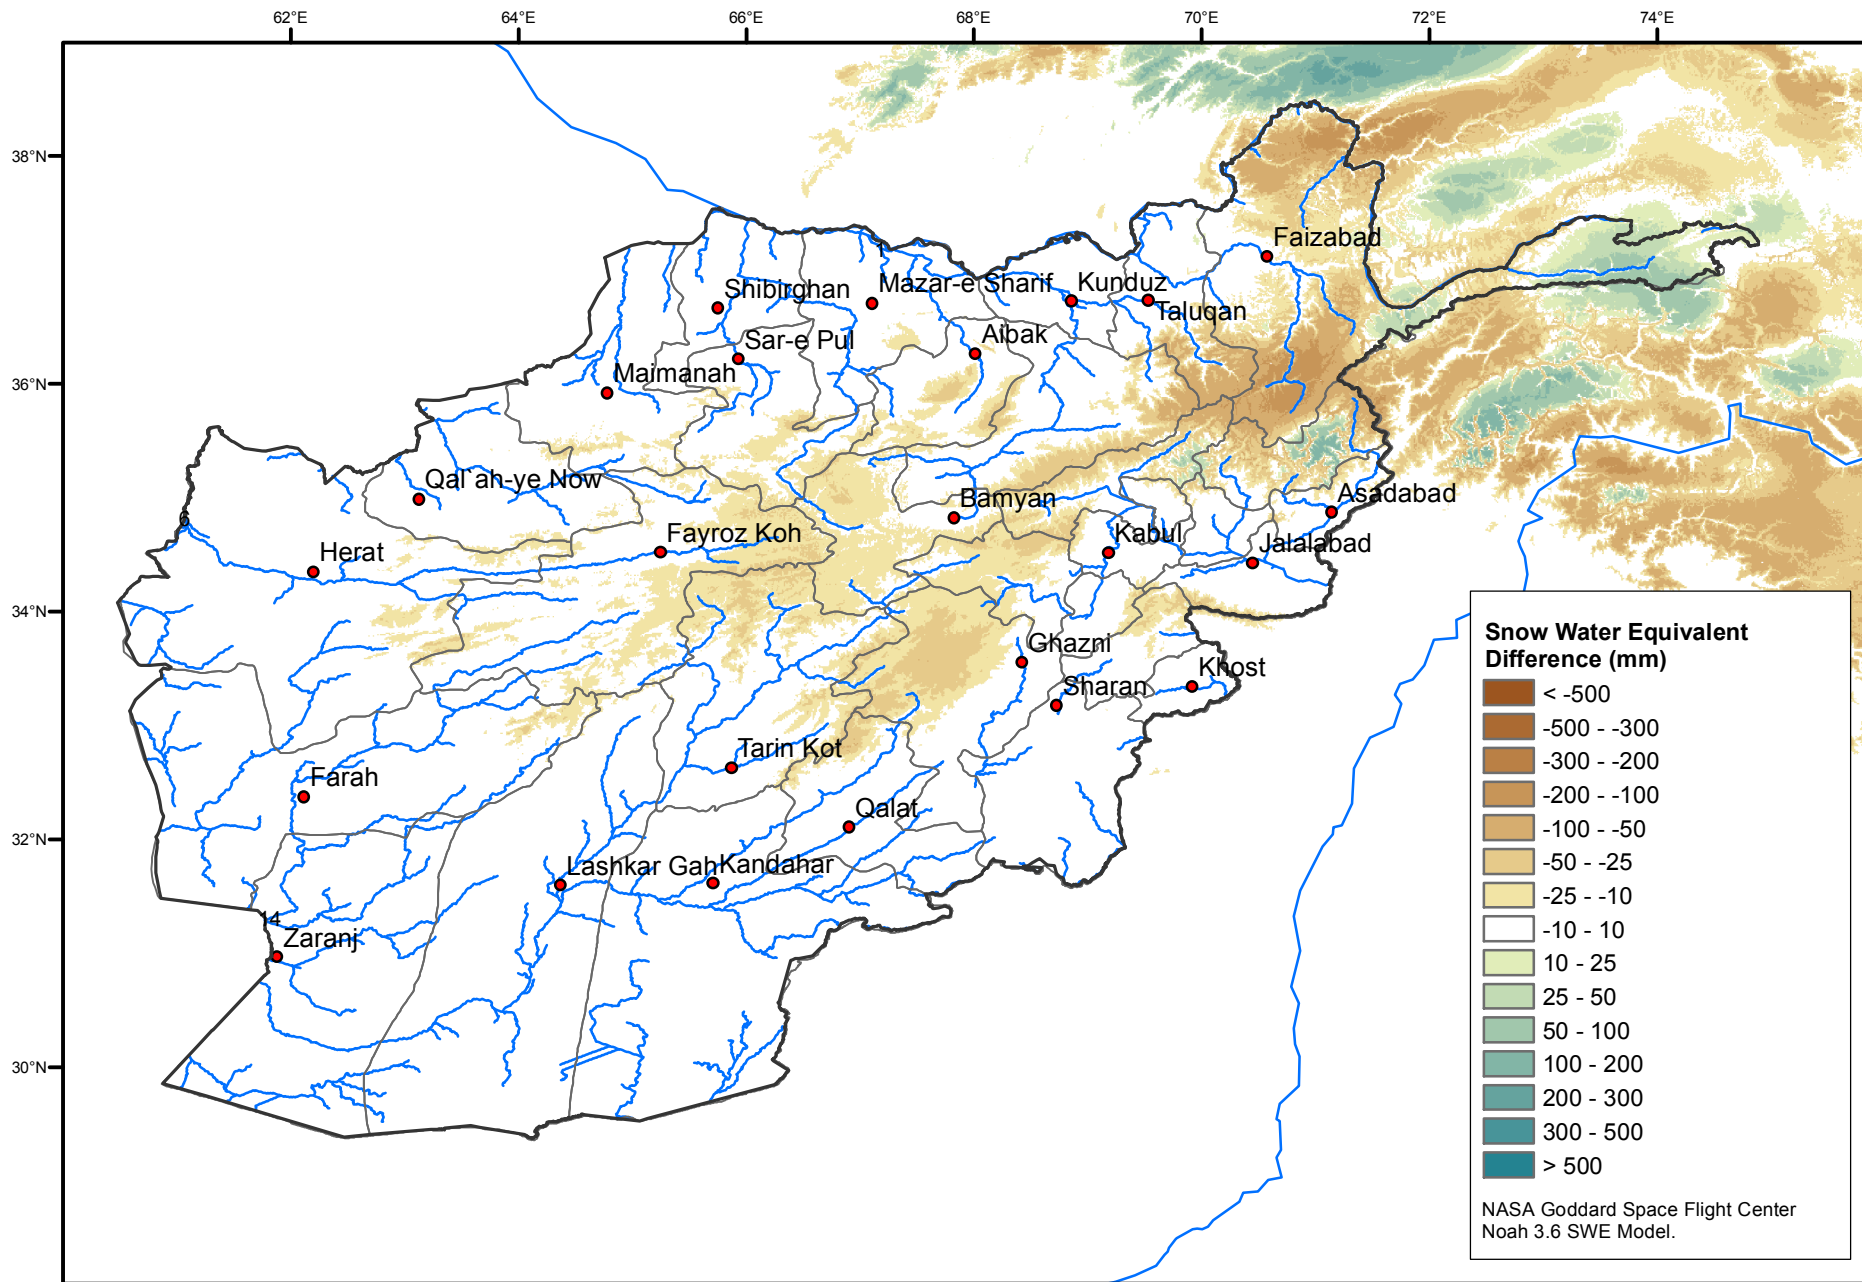 62°E
64°E
66°E
68°E
70°E
72°E
74°E
38°N
36°N
34°N
32°N
30°N
Faizabad
Shibirghan
Mazar-e Sharif
Kunduz
Taluqan
Sar-e Pul
Aibak
Maimanah
Qal`ah-ye Now
Bamyan
Asadabad
6
Herat
Fayroz Koh
Kabul
Jalalabad
Ghazni
Khost
Sharan
Tarin Kot
Farah
Qalat
Lashkar Gah
Kandahar
14
Zaranj
Snow Water Equivalent
Difference (mm)
< -500
-500 - -300
-300 - -200
-200 - -100
-100 - -50
-50 - -25
-25 - -10
-10 - 10
10 - 25
25 - 50
50 - 100
100 - 200
200 - 300
300 - 500
> 500
NASA Goddard Space Flight Center
Noah 3.6 SWE Model.